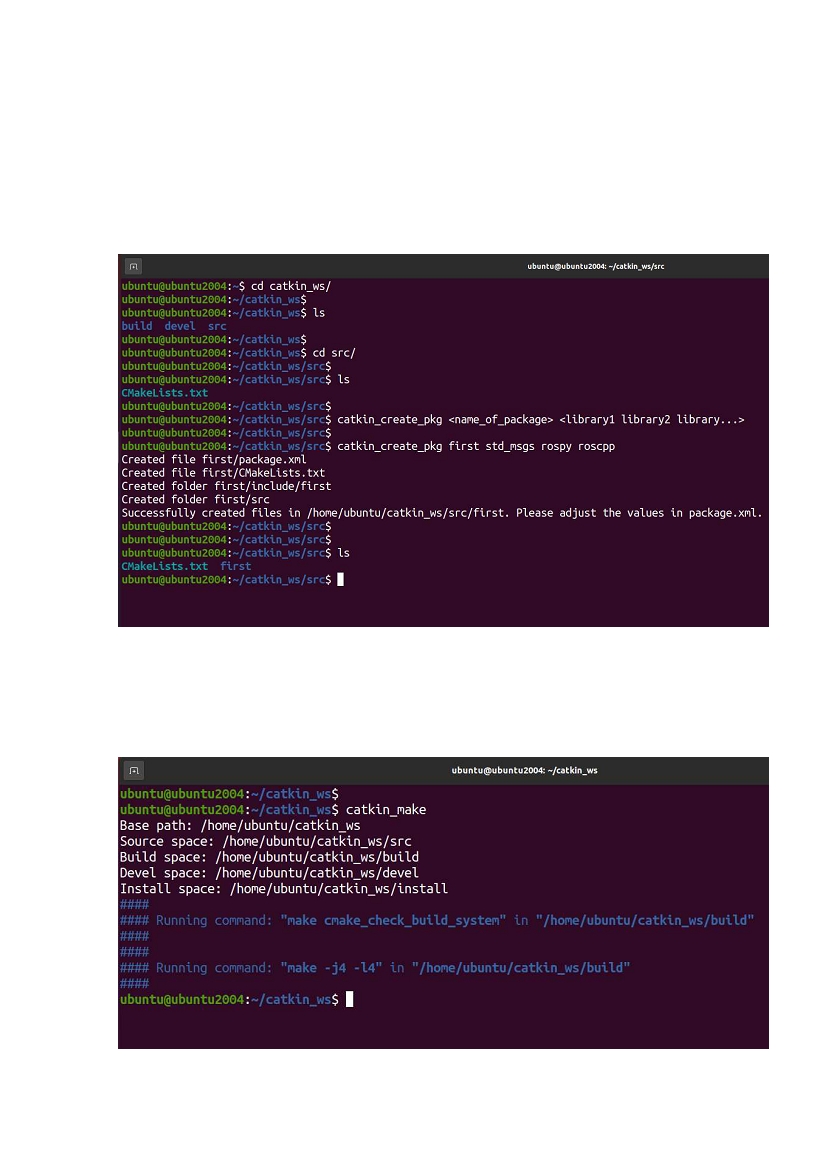 ubuntu@ubuntu2004: ~/catkin_ws/src
ubuntu@ubuntu2004:~$ cd catkin_ws/
ubuntu@ubuntu2004:~/catkin_ws$
ubuntu@ubuntu2004:~/catkin_ws$ ls
build  devel  src
ubuntu@ubuntu2004:~/catkin_ws$
ubuntu@ubuntu2004:~/catkin_ws$ cd src/
ubuntu@ubuntu2004:~/catkin_ws/src$
ubuntu@ubuntu2004:~/catkin_ws/src$ ls
CMakeLists.txt
ubuntu@ubuntu2004:~/catkin_ws/src$
ubuntu@ubuntu2004:~/catkin_ws/src$ catkin_create_pkg <name_of_package> <library1 library2 library...>
ubuntu@ubuntu2004:~/catkin_ws/src$
ubuntu@ubuntu2004:~/catkin_ws/src$ catkin_create_pkg first std_msgs rospy roscpp
Created file first/package.xml
Created file first/CMakeLists.txt
Created folder first/include/first
Created folder first/src
Successfully created files in /home/ubuntu/catkin_ws/src/first. Please adjust the values in package.xml.
ubuntu@ubuntu2004:~/catkin_ws/src$
ubuntu@ubuntu2004:~/catkin_ws/src$
ubuntu@ubuntu2004:~/catkin_ws/src$ ls
CMakeLists.txt  first
ubuntu@ubuntu2004:~/catkin_ws/src$
ubuntu@ubuntu2004: ~/catkin_ws
ubuntu@ubuntu2004:~/catkin_ws$
ubuntu@ubuntu2004:~/catkin_ws$ catkin_make
Base path: /home/ubuntu/catkin_ws
Source space: /home/ubuntu/catkin_ws/src
Build space: /home/ubuntu/catkin_ws/build
Devel space: /home/ubuntu/catkin_ws/devel
Install space: /home/ubuntu/catkin_ws/install
####
#### Running command: "make cmake_check_build_system" in "/home/ubuntu/catkin_ws/build"
####
####
#### Running command: "make -j4 -l4" in "/home/ubuntu/catkin_ws/build"
####
ubuntu@ubuntu2004:~/catkin_ws$